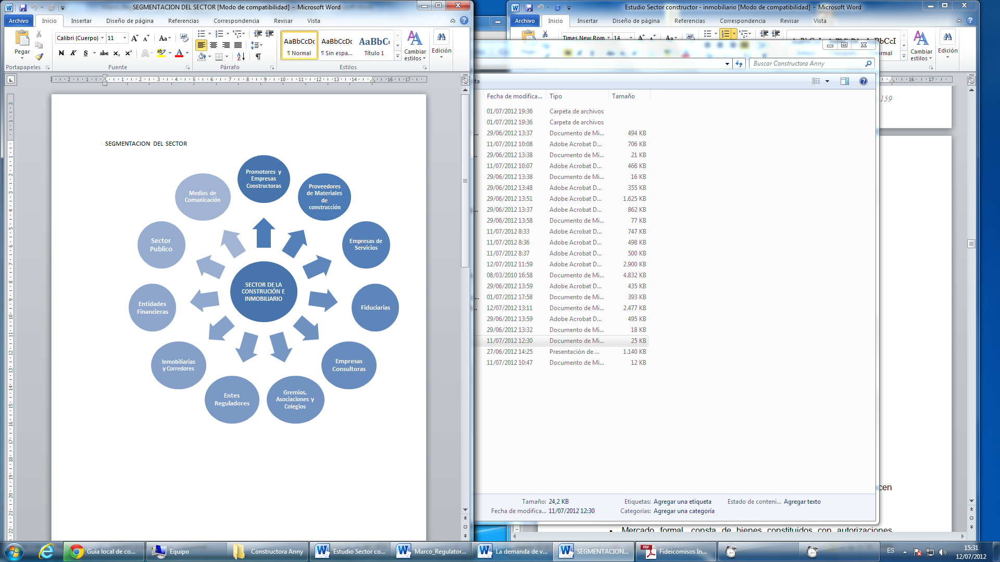 SEGMENTACION DEL SECTOR [Modo de compatibilidad] - Microsoft Word
Archivo Inicio Insertar Diseño de página Referencias Correspondencia Revisar Vista
Calibri (Cuerpo) 11
Pegar
AaBbCcDc AaBbCcDc AaBbC
¶ Normal ¶ Sin espa... Título 1
Cambiar estilos
Edición
Portapapeles Fuente Párrafo Estilos
SEGMENTACION DEL SECTOR
Promotores y
Empresas
Constructoras
Proveedores
de Materiales
de
construcción
Empresas de
Servicios
Fiduciarias
Empresas
Consultoras
Gremios,
Asociaciones y
Colegios
Entes
Reguladores
Inmobiliarias
y Corredores
Entidades
Financieras
Sector
Publico
Medios de
Comunicación
SECTOR DE LA
CONSTRUCIÓN E
INMOBILIARIO
Estudio Sector constructor - inmobiliario [Modo de compatibilidad] - Microsoft Word
Archivo Inicio Insertar Diseño de página Referencias Correspondencia Revisar Vista
Times New Rom 14
Cambiar estilos
Edición
Buscar Constructora Anny
Fecha de modifica... Tipo Tamaño
01/07/2012 19:36 Carpeta de archivos
01/07/2012 19:36 Carpeta de archivos
29/06/2012 13:37 Documento de Mi... 494 KB
11/07/2012 10:08 Adobe Acrobat D... 706 KB
29/06/2012 13:38 Documento de Mi... 21 KB
11/07/2012 10:07 Adobe Acrobat D... 466 KB
29/06/2012 13:38 Documento de Mi... 16 KB
29/06/2012 13:48 Adobe Acrobat D... 355 KB
29/06/2012 13:51 Adobe Acrobat D... 1.625 KB
29/06/2012 13:37 Adobe Acrobat D... 862 KB
29/06/2012 13:58 Documento de Mi... 77 KB
11/07/2012 8:33 Adobe Acrobat D... 747 KB
11/07/2012 8:36 Adobe Acrobat D... 498 KB
11/07/2012 8:37 Adobe Acrobat D... 500 KB
12/07/2012 11:59 Adobe Acrobat D... 2.900 KB
08/03/2010 16:58 Documento de Mi... 4.832 KB
29/06/2012 13:59 Adobe Acrobat D... 435 KB
01/07/2012 17:58 Documento de Mi... 393 KB
12/07/2012 13:11 Documento de Mi... 2.477 KB
29/06/2012 13:59 Adobe Acrobat D... 495 KB
29/06/2012 13:32 Documento de Mi... 18 KB
11/07/2012 12:30 Documento de Mi... 25 KB
27/06/2012 14:25 Presentación de ... 1.140 KB
11/07/2012 10:47 Documento de Mi... 12 KB
159
Tamaño: 24,2 KB Etiquetas: Agregar una etiqueta Estado de conteni... Agregar texto
Fecha de modifica... 11/07/2012 12:30 Categorías: Agregar una categoría
cen
Mercado formal, consta de bienes constituidos con autorizaciones
Guía local de co... Equipo Constructora Anny Estudio Sector co... Marco_Regulator... La demanda de v... SEGMENTACION... Fideicomisos In...
ES 15:31
12/07/2012